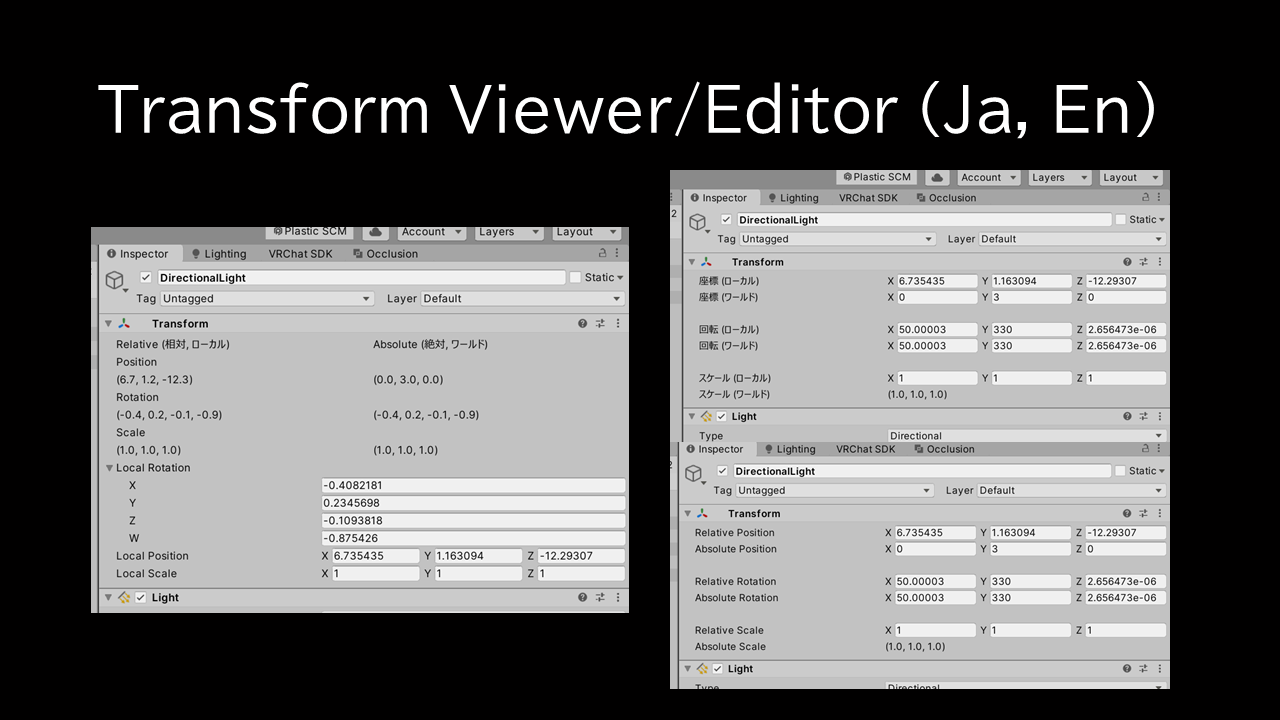 Transform Viewer/Editor (Ja, En)
Plastic SCM Account Layers Layout
Inspector Lighting VRChat SDK Occlusion
DirectionalLight Static
Tag Untagged Layer Default
Transform
Relative (相対, ローカル) Absolute (絶対, ワールド)
Position
(6.7, 1.2, -12.3) (0.0, 3.0, 0.0)
Rotation
(-0.4, 0.2, -0.1, -0.9) (-0.4, 0.2, -0.1, -0.9)
Scale
(1.0, 1.0, 1.0) (1.0, 1.0, 1.0)
Local Rotation
X -0.4082181
Y 0.2345698
Z -0.1093818
W -0.875426
Local Position X 6.735435 Y 1.163094 Z -12.29307
Local Scale X 1 Y 1 Z 1
Light
Plastic SCM Account Layers Layout
Inspector Lighting VRChat SDK Occlusion
2
DirectionalLight Static
Tag Untagged Layer Default
Transform
座標 (ローカル) X 6.735435 Y 1.163094 Z -12.29307
座標 (ワールド) X 0 Y 3 Z 0
回転 (ローカル) X 50.00003 Y 330 Z 2.656473e-06
回転 (ワールド) X 50.00003 Y 330 Z 2.656473e-06
スケール (ローカル) X 1 Y 1 Z 1
スケール (ワールド) (1.0, 1.0, 1.0)
Light
Type Directional
Inspector Lighting VRChat SDK Occlusion
DirectionalLight Static
Tag Untagged Layer Default
Transform
Relative Position X 6.735435 Y 1.163094 Z -12.29307
Absolute Position X 0 Y 3 Z 0
Relative Rotation X 50.00003 Y 330 Z 2.656473e-06
Absolute Rotation X 50.00003 Y 330 Z 2.656473e-06
Relative Scale X 1 Y 1 Z 1
Absolute Scale (1.0, 1.0, 1.0)
Light
Type Directional